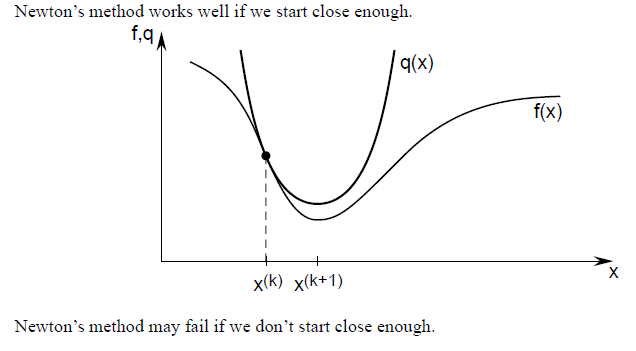 Newton’s method works well if we start close enough.
f,q
q(x)
f(x)
x
x(k) x(k+1)
Newton’s method may fail if we don’t start close enough.